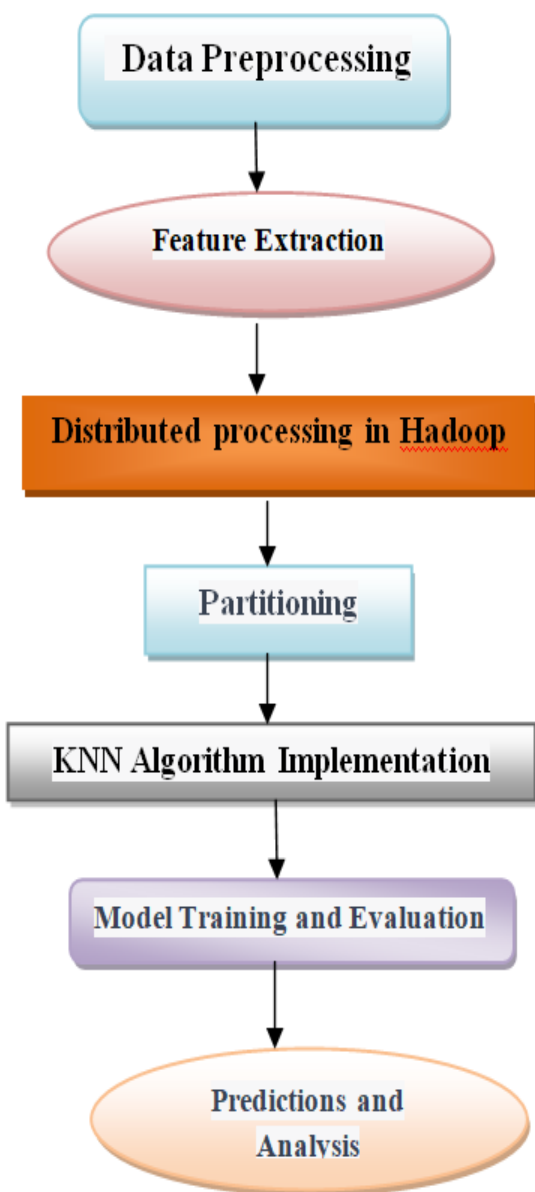 Data Preprocessing
Feature Extraction
Distributed processing in Hadoop
Partitioning
KNN Algorithm Implementation
Model Training and Evaluation
Predictions and
Analysis